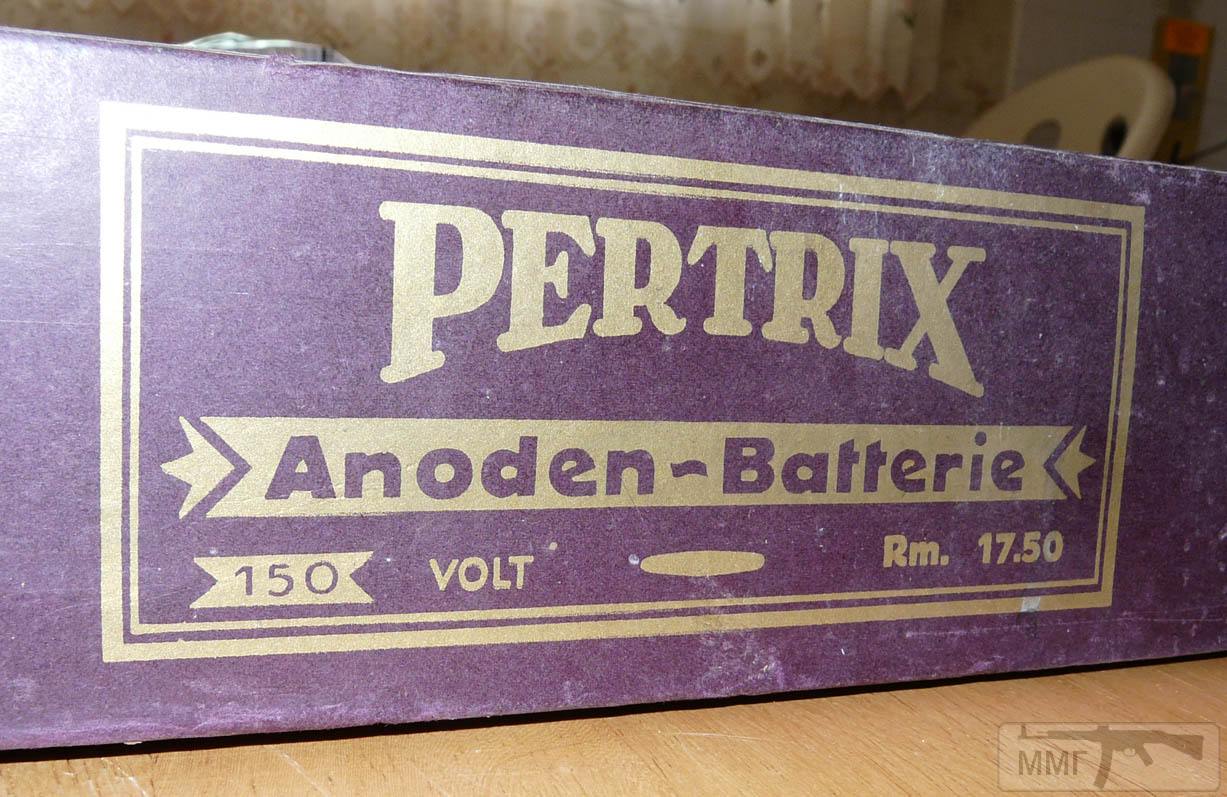 PERTRIX
Anoden-Batterie
150 VOLT Rm. 17.50
MMF